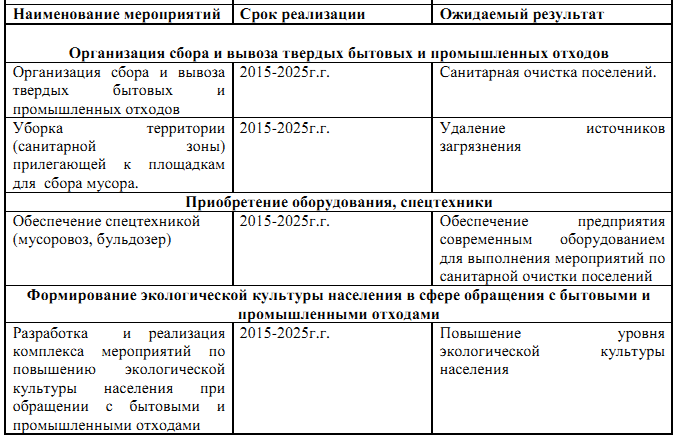 Наименование мероприятий Срок реализации Ожидаемый результат
Организация сбора и вывоза твердых бытовых и промышленных отходов
Организация сбора и вывоза 2015-2025г.г. Санитарная очистка поселений.
твердых бытовых и
промышленных отходов
Уборка территории 2015-2025г.г. Удаление источников
(санитарной зоны) загрязнения
прилегающей к площадкам
для сбора мусора.
Приобретение оборудования, спецтехники
Обеспечение спецтехникой 2015-2025г.г. Обеспечение предприятия
(мусоровоз, бульдозер) современным оборудованием
для выполнения мероприятий по
санитарной очистки поселений
Формирование экологической культуры населения в сфере обращения с бытовыми и
промышленными отходами
Разработка и реализация 2015-2025г.г. Повышение уровня
комплекса мероприятий по экологической культуры
повышению экологической населения
культуры населения при
обращении с бытовыми и
промышленными отходами